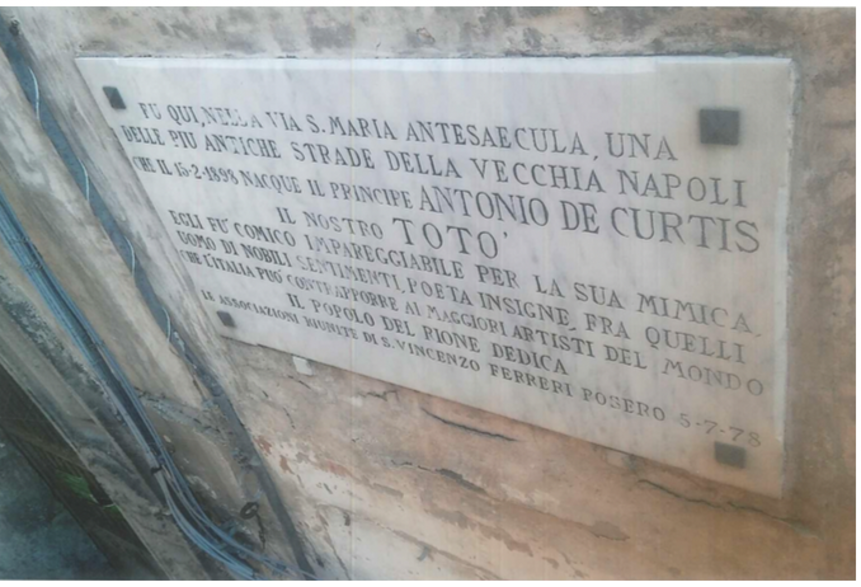 FU QUI, NELLA VIA S. MARIA ANTESAECULA, UNA
DELLE PIU ANTICHE STRADE DELLA VECCHIA NAPOLI
CHE IL 15-2-1898 NACQUE IL PRINCIPE ANTONIO DE CURTIS
IL NOSTRO TOTO'
EGLI FU' COMICO IMPAREGGIABILE PER LA SUA MIMICA,
UOMO DI NOBILI SENTIMENTI, POETA INSIGNE, FRA QUELLI
CHE L'ITALIA PUO' CONTRAPPORRE AI MAGGIORI ARTISTI DEL MONDO
IL POPOLO DEL RIONE DEDICA
LE ASSOCIAZIONI RIUNITE DI S. VINCENZO FERRERI POSERO 5-7-78